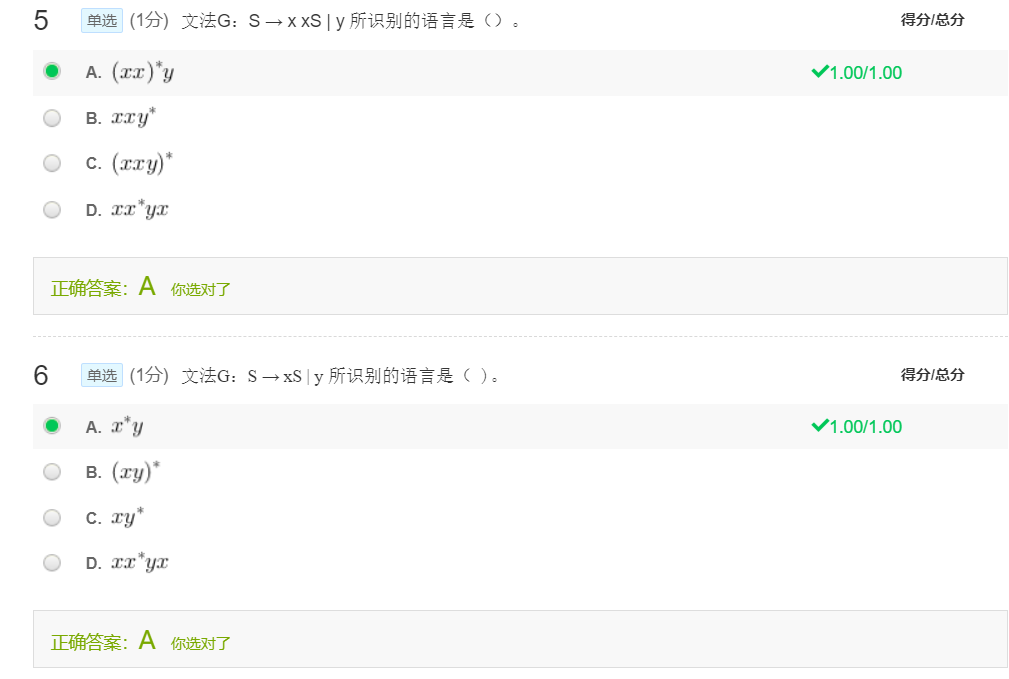 5 单选 (1分) 文法G：S → x xS | y 所识别的语言是（）。 得分/总分
A. (xx)*y 1.00/1.00
B. xxy*
C. (xxy)*
D. xx*yx
正确答案：A 你选对了
6 单选 (1分) 文法G：S → xS | y 所识别的语言是（ ）。 得分/总分
A. x*y 1.00/1.00
B. (xy)*
C. xy*
D. xx*yx
正确答案：A 你选对了